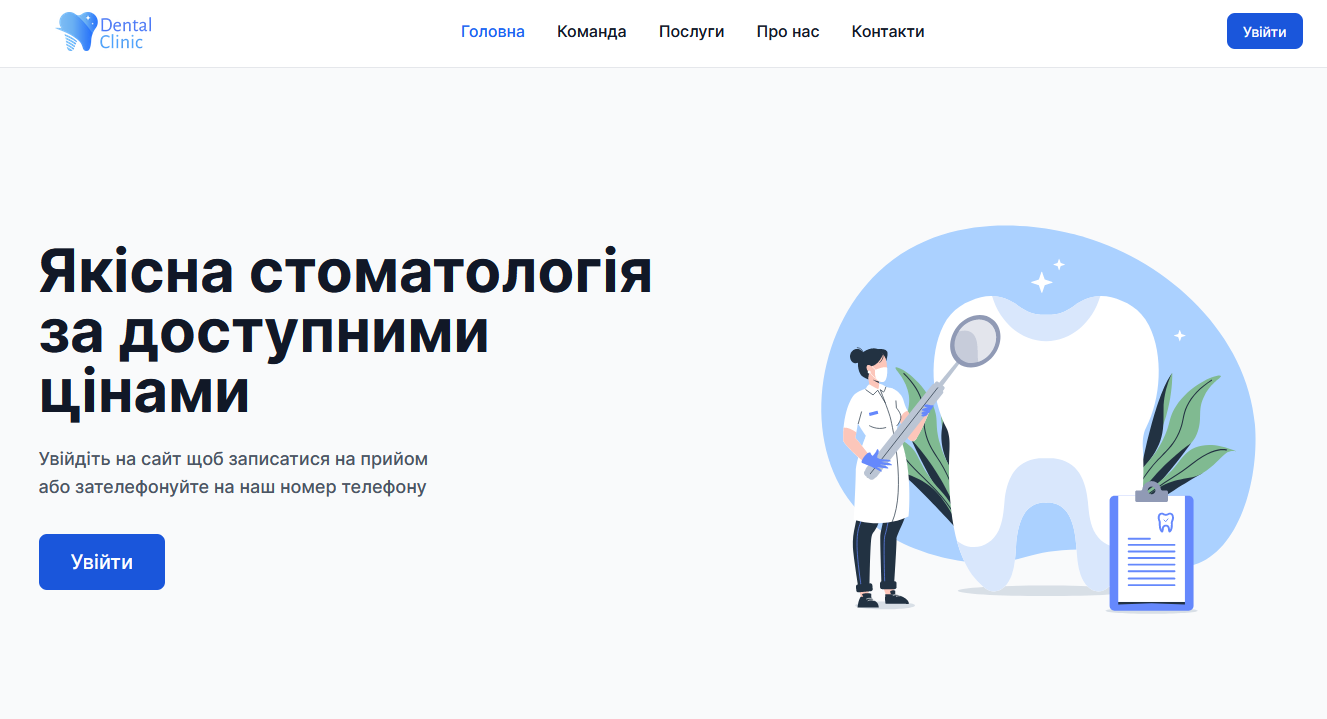 Dental
Clinic
Головна Команда Послуги Про нас Контакти
Увійти
Якісна стоматологія
за доступними
цінами
Увійдіть на сайт щоб записатися на прийом
або зателефонуйте на наш номер телефону
Увійти